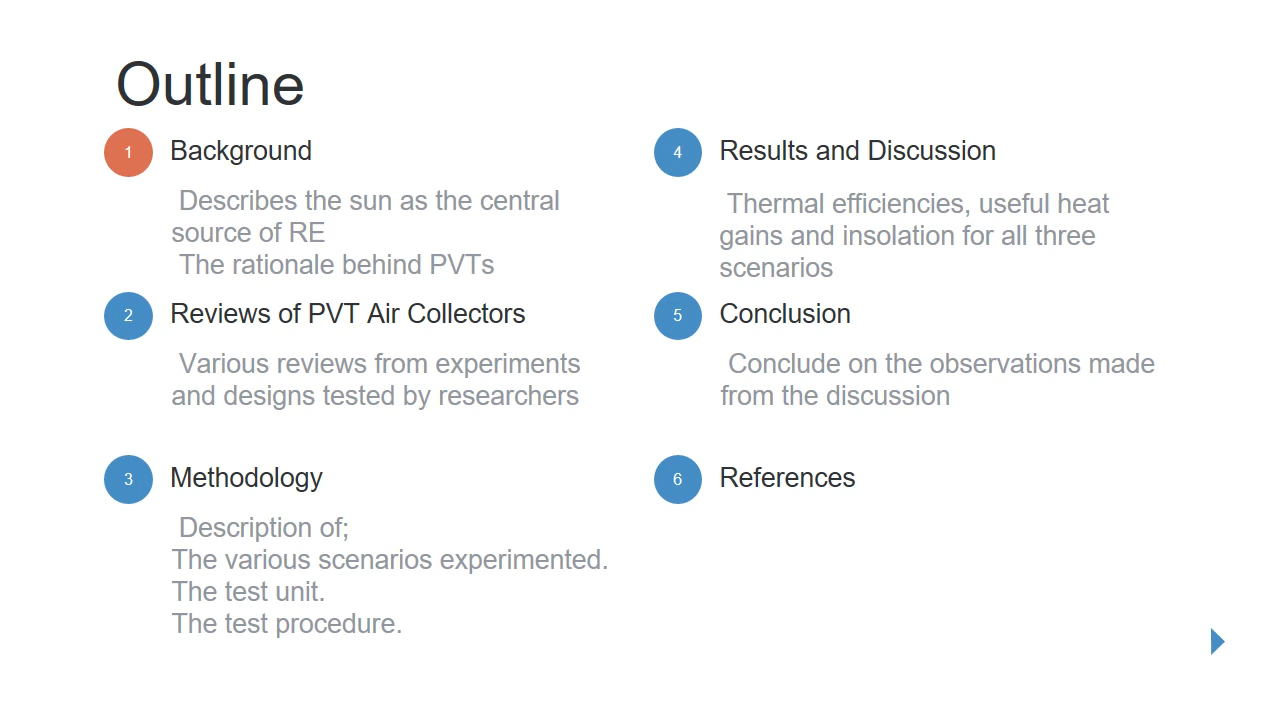 Outline
1
Background
Describes the sun as the central
source of RE
The rationale behind PVTs
2
Reviews of PVT Air Collectors
Various reviews from experiments
and designs tested by researchers
3
Methodology
Description of;
The various scenarios experimented.
The test unit.
The test procedure.
4
Results and Discussion
Thermal efficiencies, useful heat
gains and insolation for all three
scenarios
5
Conclusion
Conclude on the observations made
from the discussion
6
References